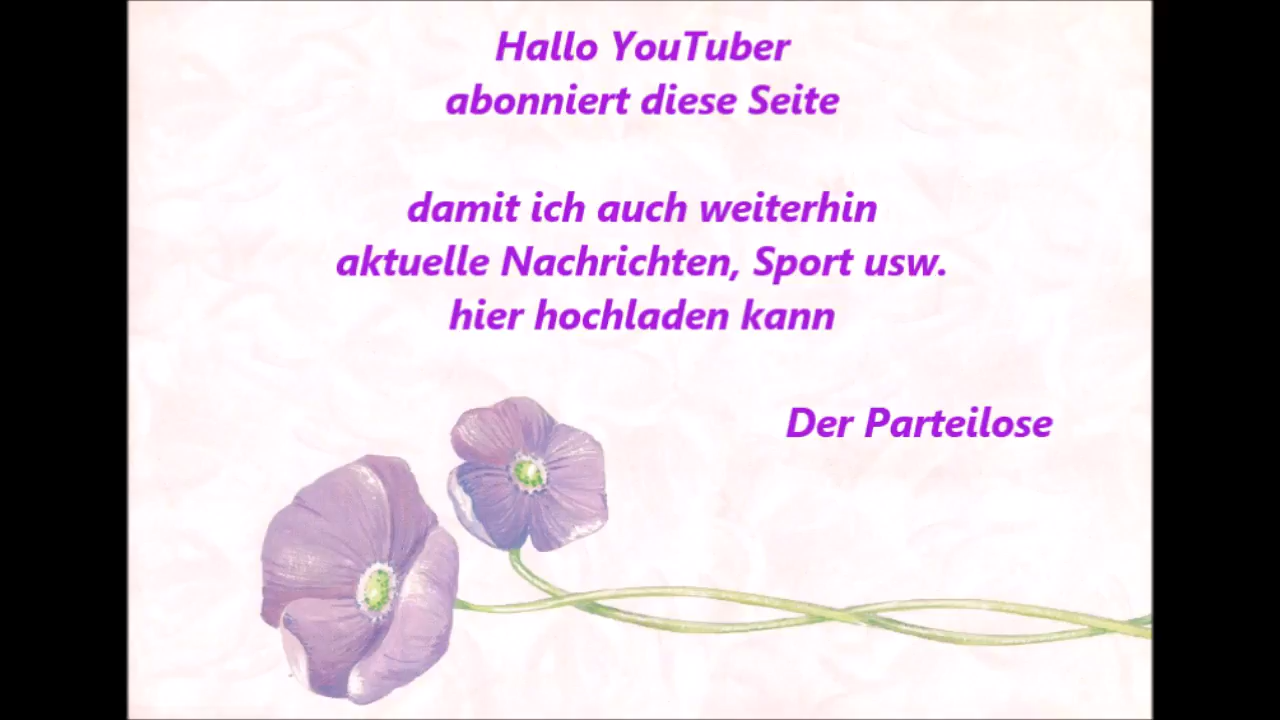 Hallo YouTuber
abonniert diese Seite
damit ich auch weiterhin
aktuelle Nachrichten, Sport usw.
hier hochladen kann
Der Parteilose